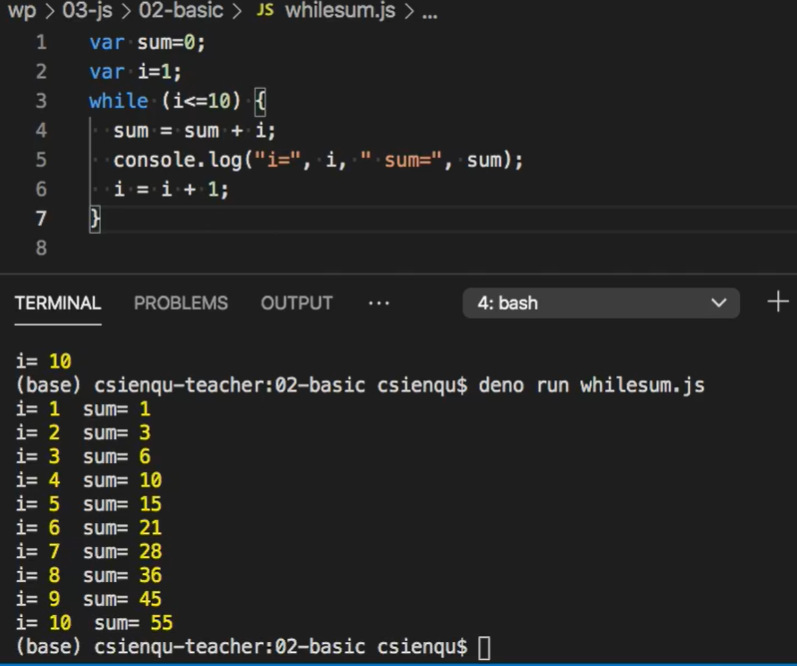 wp > 03-js > 02-basic > JS whilesum.js > ...
1 var sum=0;
2 var i=1;
3 while (i<=10) {
4   sum = sum + i;
5   console.log("i=", i, " sum=", sum);
6   i = i + 1;
7 }
8
TERMINAL PROBLEMS OUTPUT ··· 4: bash +
i= 10
(base) csienqu-teacher:02-basic csienqu$ deno run whilesum.js
i= 1  sum= 1
i= 2  sum= 3
i= 3  sum= 6
i= 4  sum= 10
i= 5  sum= 15
i= 6  sum= 21
i= 7  sum= 28
i= 8  sum= 36
i= 9  sum= 45
i= 10  sum= 55
(base) csienqu-teacher:02-basic csienqu$